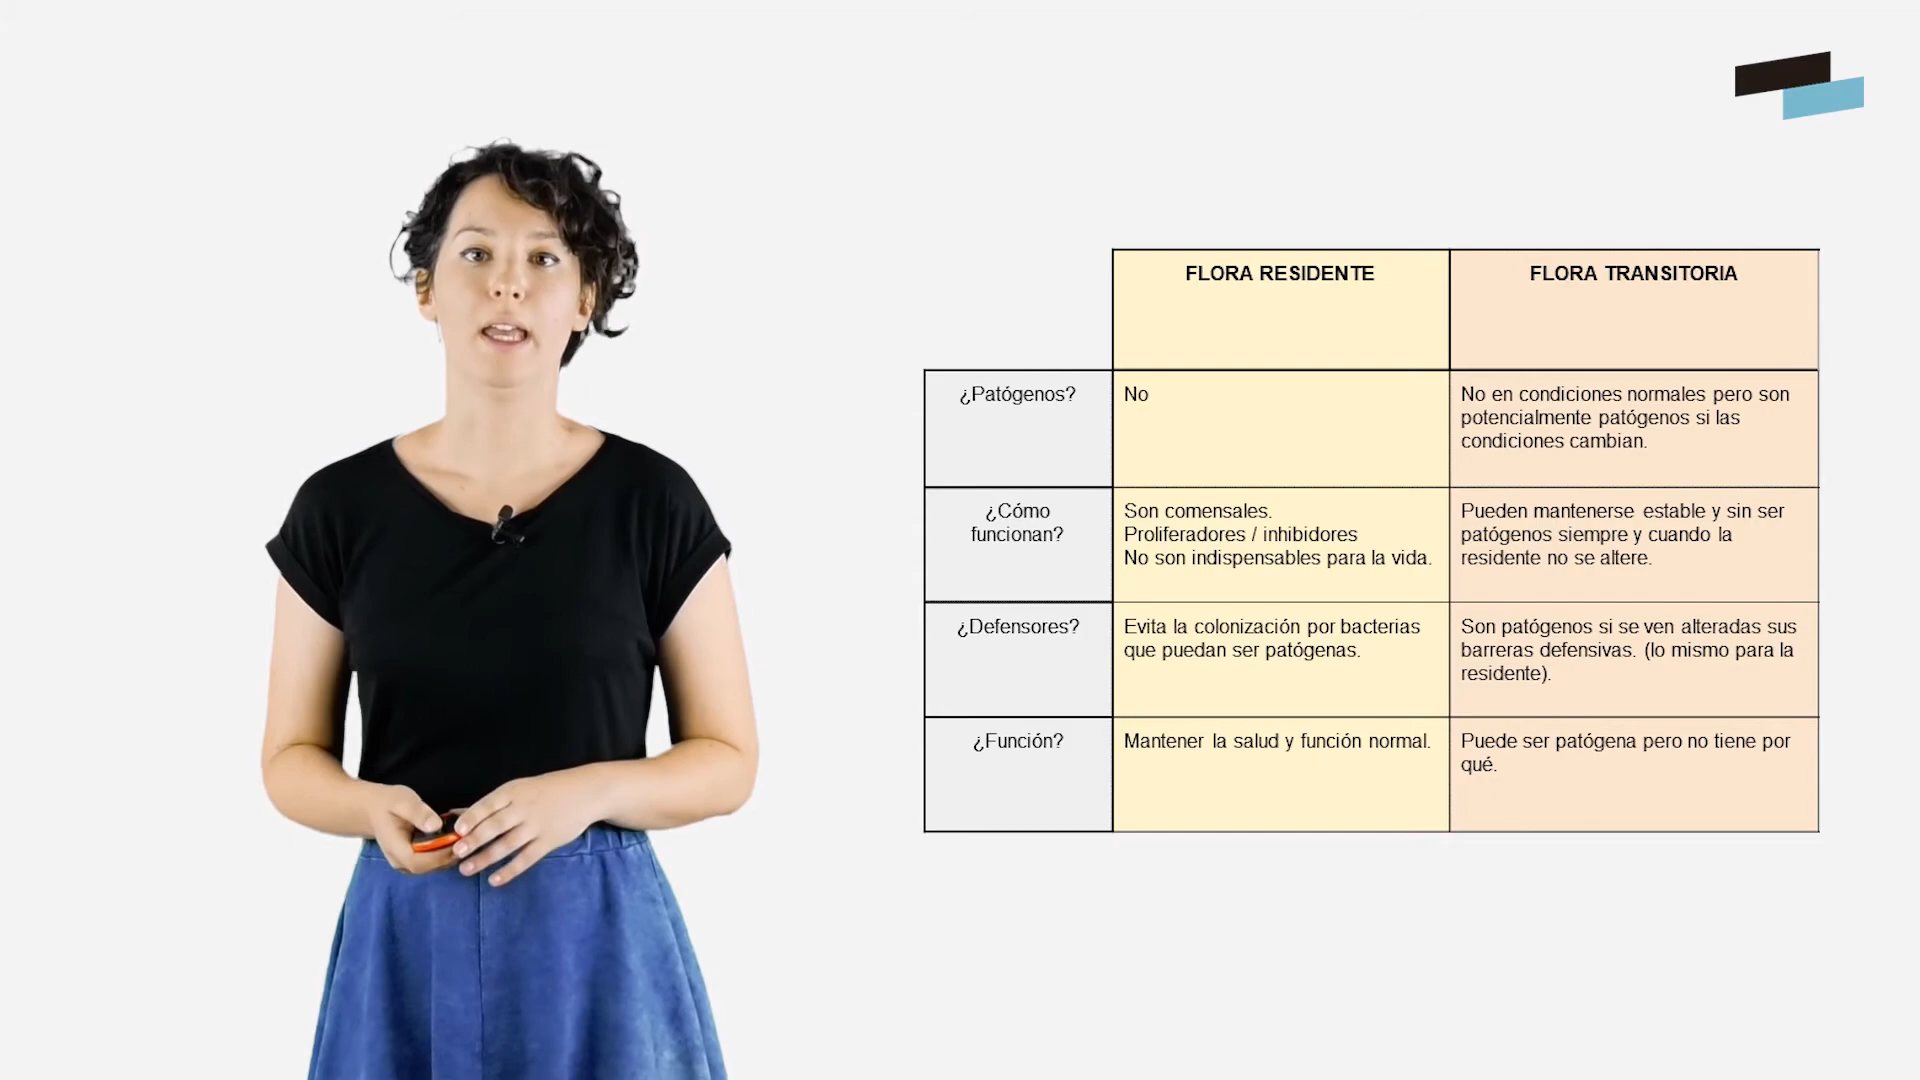 FLORA RESIDENTE
FLORA TRANSITORIA
¿Patógenos?
No
No en condiciones normales pero son
potencialmente patógenos si las
condiciones cambian.
¿Cómo
funcionan?
Son comensales.
Proliferadores / inhibidores
No son indispensables para la vida.
Pueden mantenerse estable y sin ser
patógenos siempre y cuando la
residente no se altere.
¿Defensores?
Evita la colonización por bacterias
que puedan ser patógenas.
Son patógenos si se ven alteradas sus
barreras defensivas. (lo mismo para la
residente).
¿Función?
Mantener la salud y función normal.
Puede ser patógena pero no tiene por
qué.